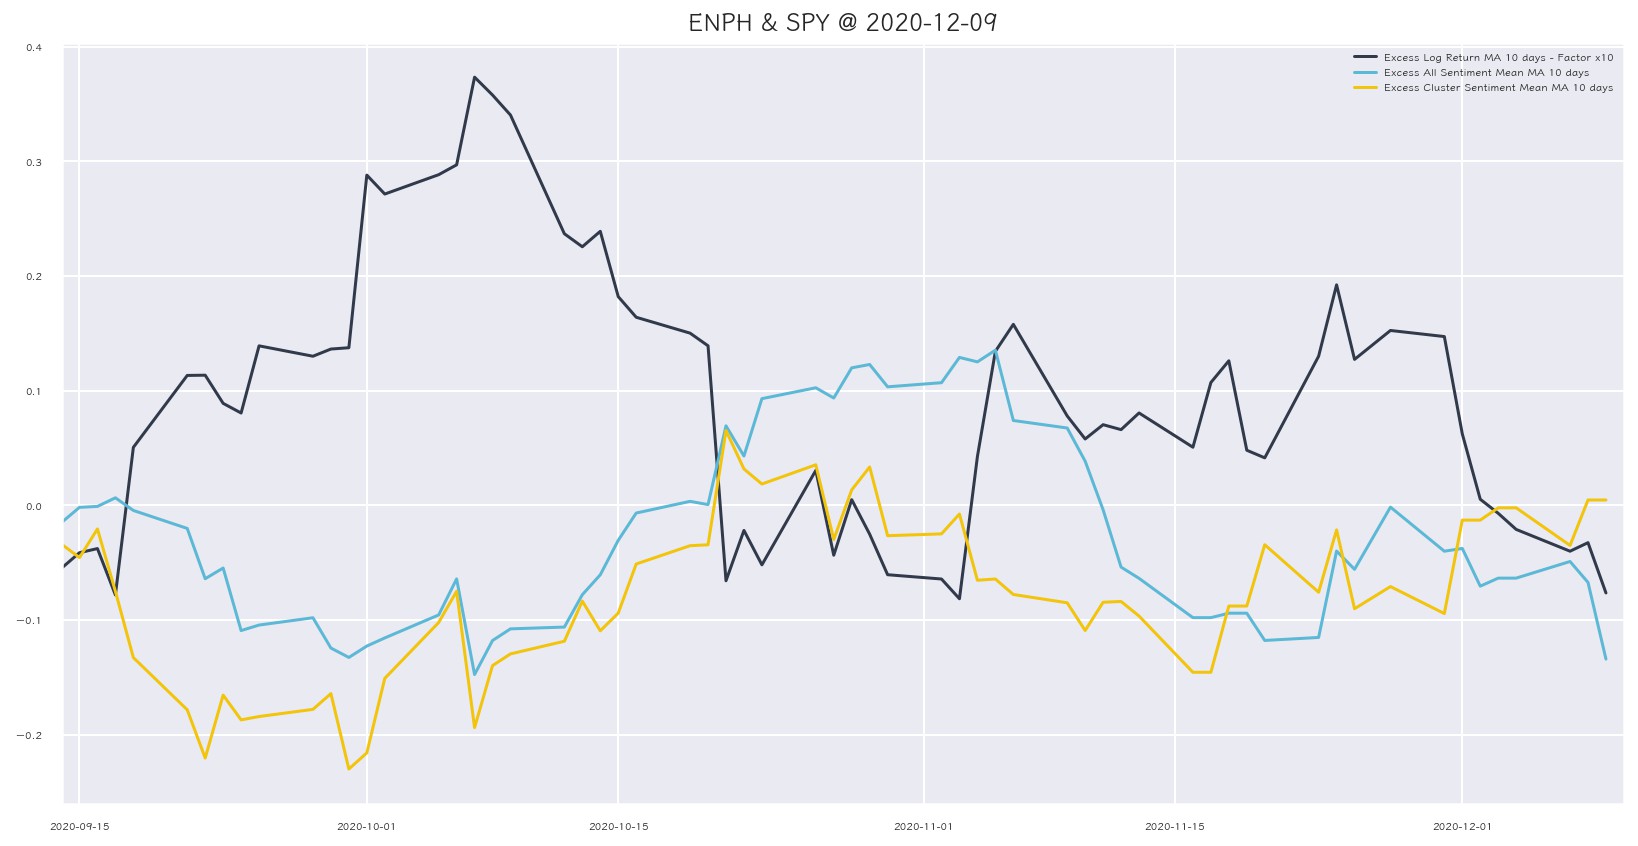 ENPH & SPY @ 2020-12-09
Excess Log Return MA 10 days - Factor x10
Excess All Sentiment Mean MA 10 days
Excess Cluster Sentiment Mean MA 10 days
0.4
0.3
0.2
0.1
0.0
−0.1
−0.2
2020-09-15 2020-10-01 2020-10-15 2020-11-01 2020-11-15 2020-12-01